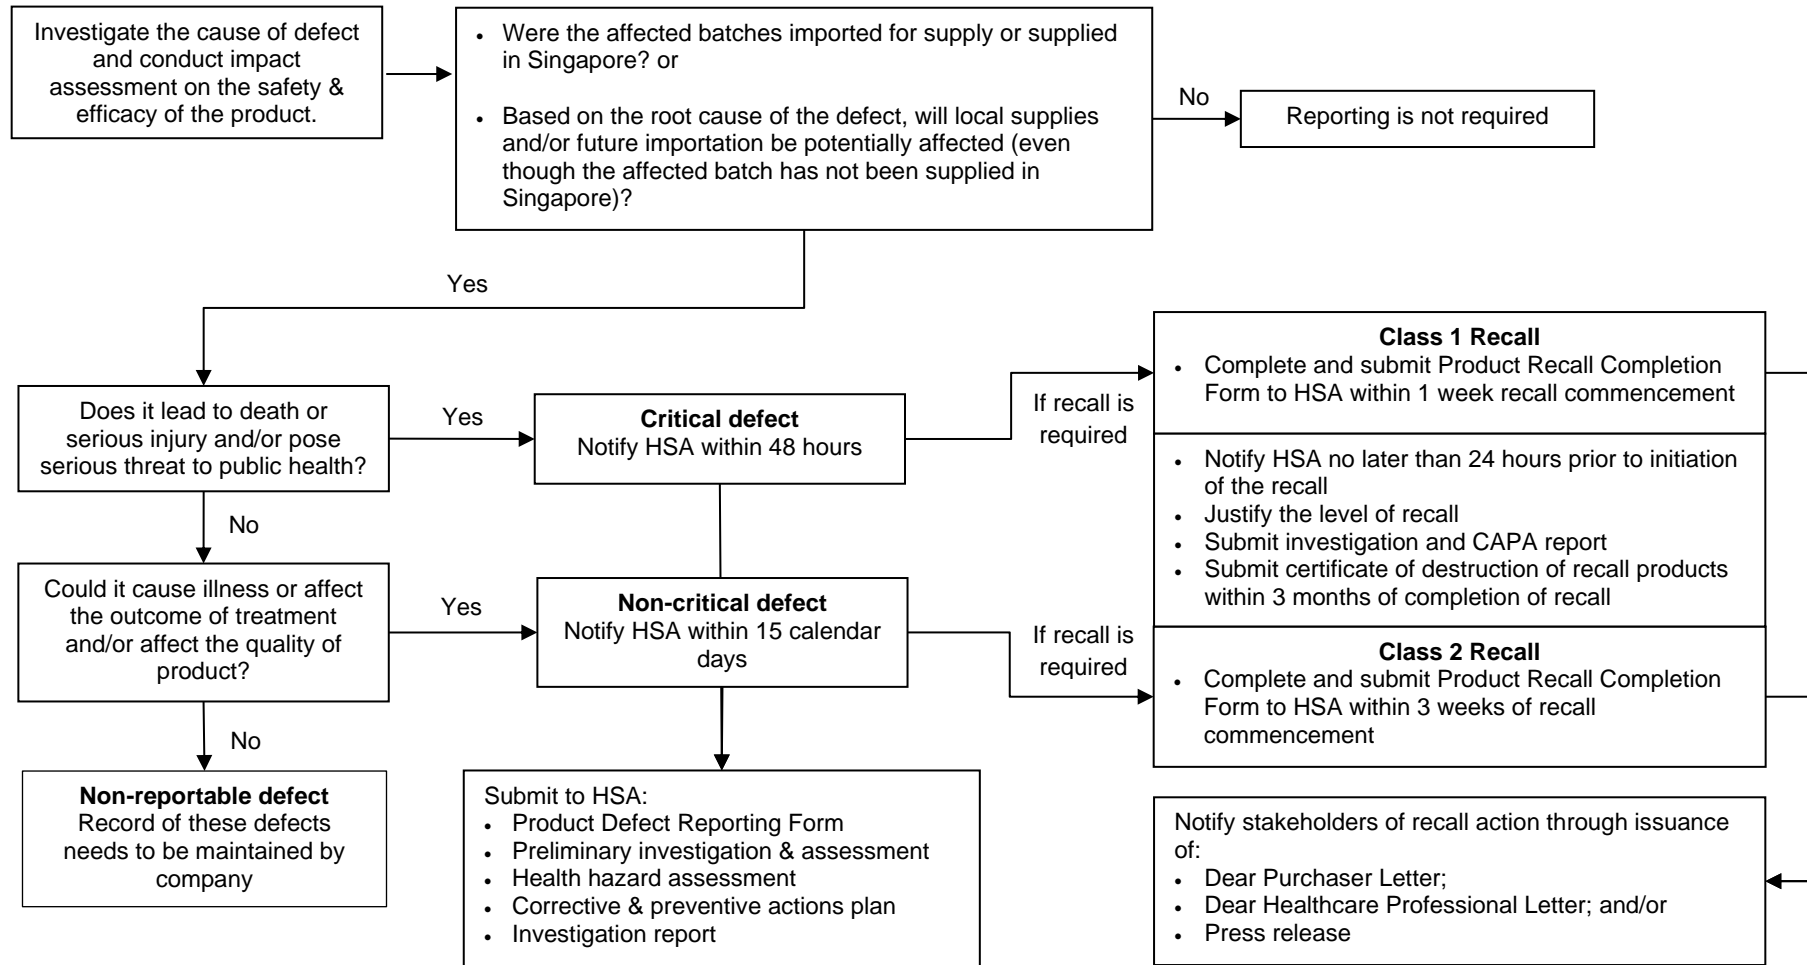 Investigate the cause of defect
and conduct impact
assessment on the safety &
efficacy of the product.
• Were the affected batches imported for supply or supplied
in Singapore? or
• Based on the root cause of the defect, will local supplies
and/or future importation be potentially affected (even
though the affected batch has not been supplied in
Singapore)?
No
Reporting is not required
Yes
Does it lead to death or
serious injury and/or pose
serious threat to public health?
Yes
Critical defect
Notify HSA within 48 hours
If recall is
required
Class 1 Recall
• Complete and submit Product Recall Completion
Form to HSA within 1 week recall commencement
• Notify HSA no later than 24 hours prior to initiation
of the recall
• Justify the level of recall
• Submit investigation and CAPA report
• Submit certificate of destruction of recall products
within 3 months of completion of recall
No
Could it cause illness or affect
the outcome of treatment
and/or affect the quality of
product?
Yes
Non-critical defect
Notify HSA within 15 calendar
days
If recall is
required
Class 2 Recall
• Complete and submit Product Recall Completion
Form to HSA within 3 weeks of recall
commencement
No
Non-reportable defect
Record of these defects
needs to be maintained by
company
Submit to HSA:
• Product Defect Reporting Form
• Preliminary investigation & assessment
• Health hazard assessment
• Corrective & preventive actions plan
• Investigation report
Notify stakeholders of recall action through issuance
of:
• Dear Purchaser Letter;
• Dear Healthcare Professional Letter; and/or
• Press release